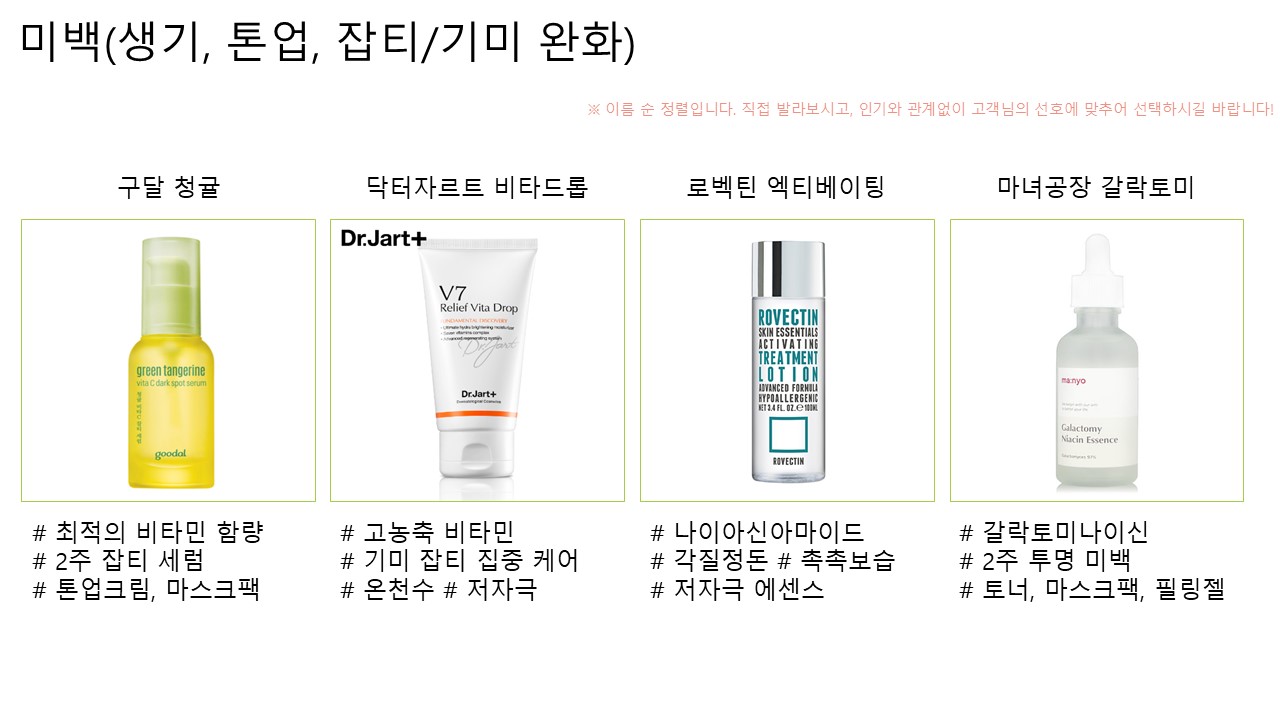 미백(생기, 톤업, 잡티/기미 완화)
※ 이름 순 정렬입니다. 직접 발라보시고, 인기와 관계없이 고객님의 선호에 맞추어 선택하시길 바랍니다!
구달 청귤
닥터자르트 비타드롭
로벡틴 엑티베이팅
마녀공장 갈락토미
green tangerine
vita C dark spot serum
goodal
Dr.Jart+
V7
Relief Vita Drop
FUNDAMENTAL DISCOVERY
Dr.Jart+
Dermatological Cosmetics
ROVECTIN
SKIN ESSENTIALS
ACTIVATING
TREATMENT
LOTION
ADVANCED FORMULA
HYPOALLERGENIC
NET 3.4 FL. OZ. ℮ 100ML
ROVECTIN
ma:nyo
Galactomy
Niacin Essence
# 최적의 비타민 함량
# 2주 잡티 세럼
# 톤업크림, 마스크팩
# 고농축 비타민
# 기미 잡티 집중 케어
# 온천수 # 저자극
# 나이아신아마이드
# 각질정돈 # 촉촉보습
# 저자극 에센스
# 갈락토미나이신
# 2주 투명 미백
# 토너, 마스크팩, 필링젤